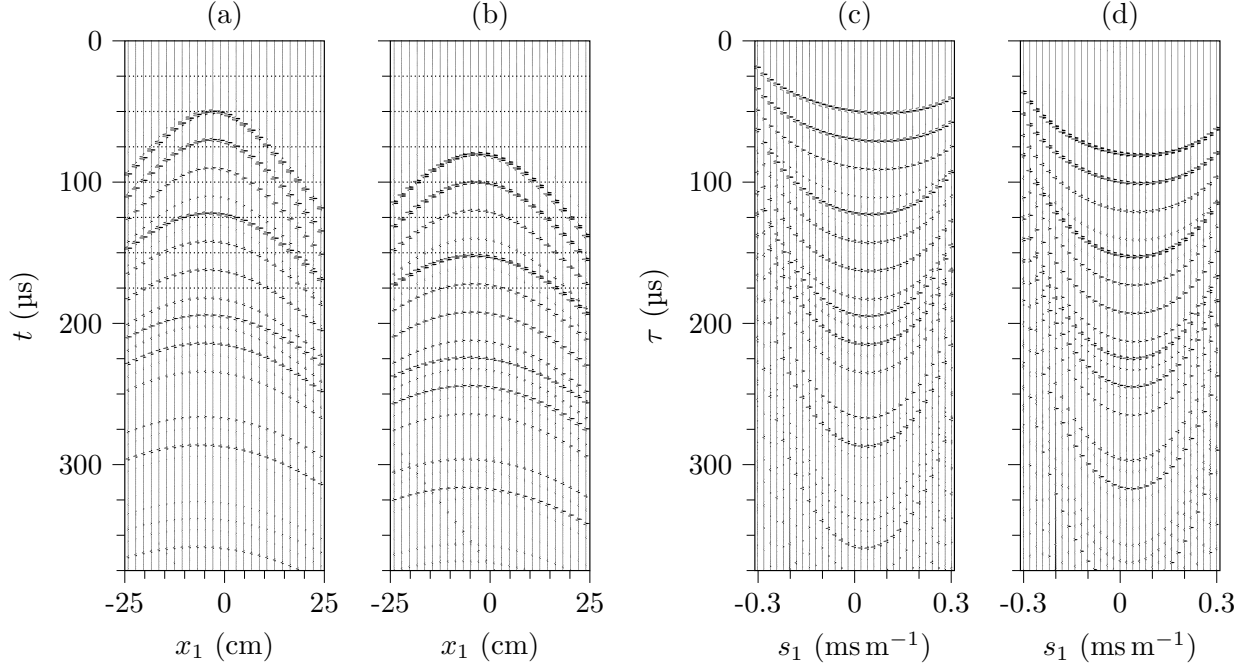 (a) (b) (c) (d)
0 0
100 100
200 200
300 300
t (µs) τ (µs)
-25 0 25 -25 0 25 -0.3 0 0.3 -0.3 0 0.3
x₁ (cm) x₁ (cm) s₁ (ms m⁻¹) s₁ (ms m⁻¹)